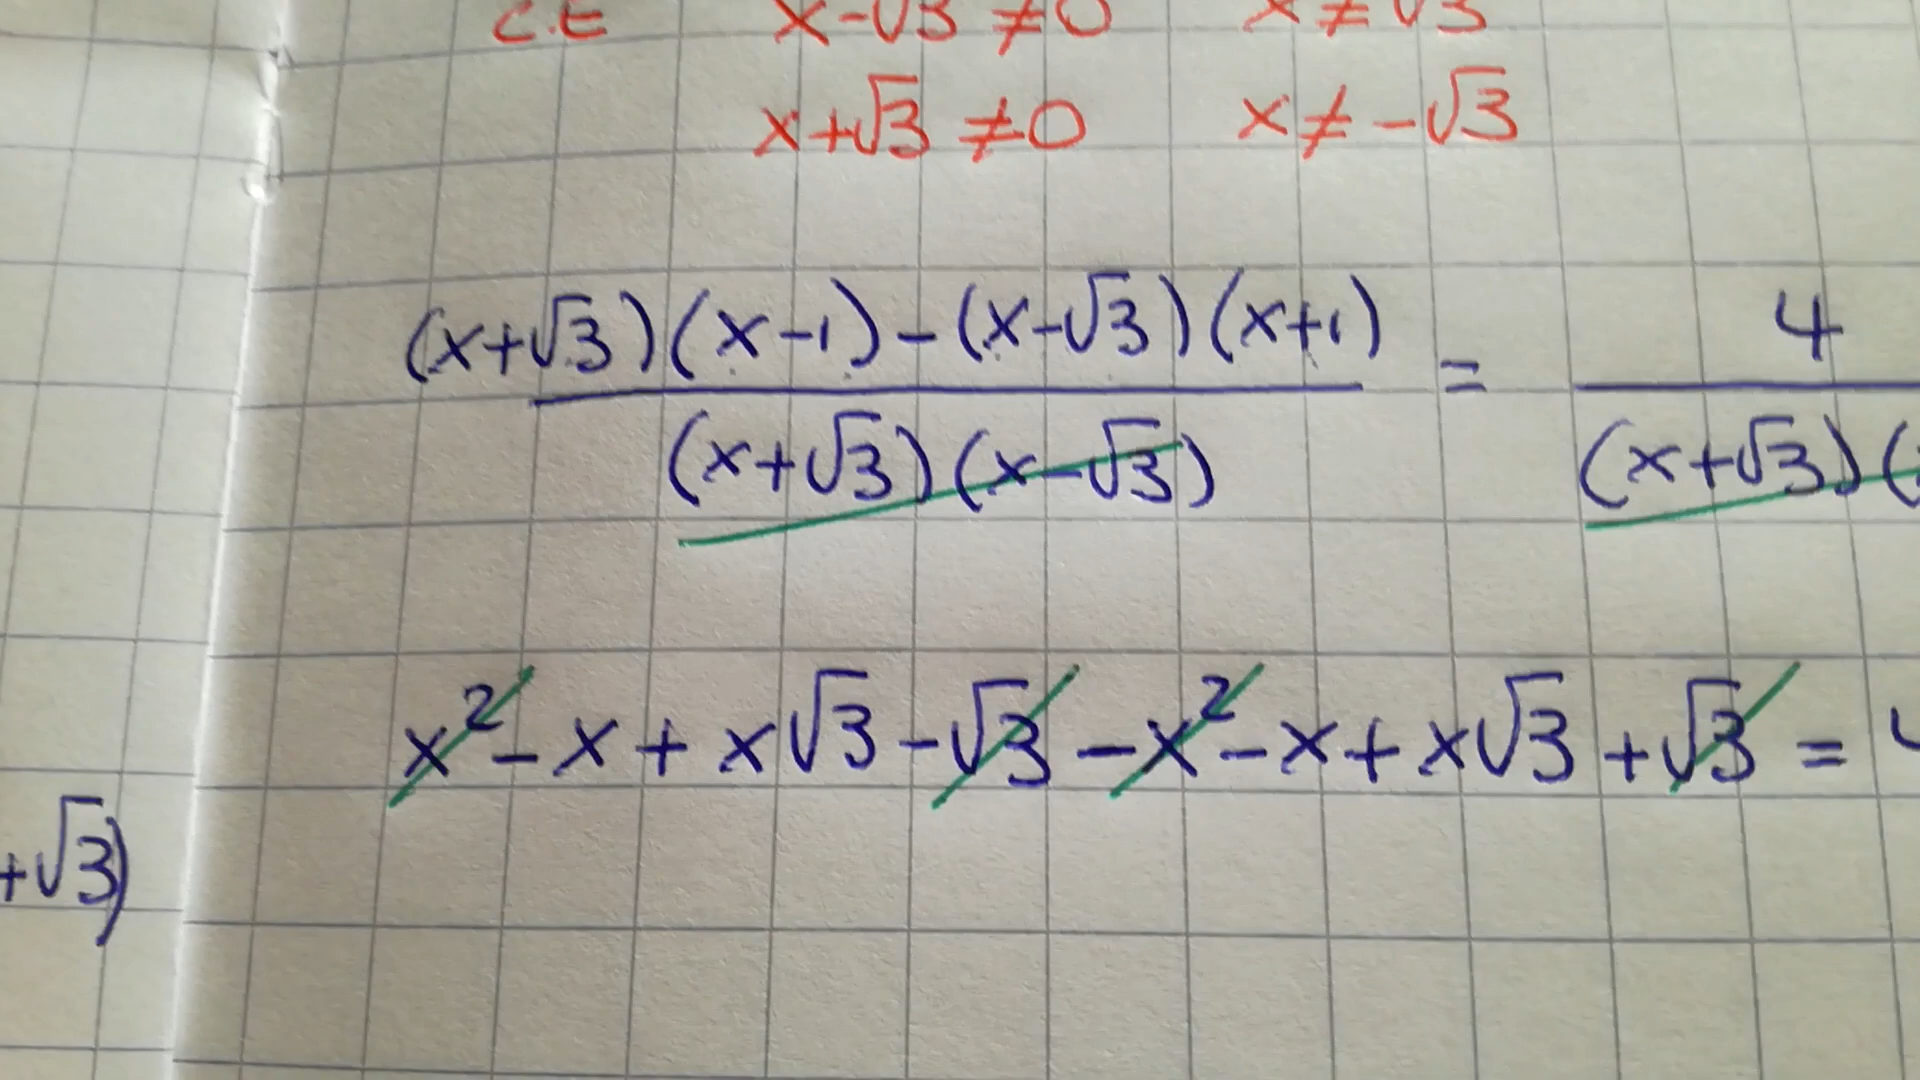 C.E x-√3 ≠0 x≠√3
x+√3 ≠0 x≠-√3
(x+√3)(x-1)-(x-√3)(x+1) = 4
(x+√3)(x-√3) (x+√3)(
x²-x+x√3-√3-x²-x+x√3+√3=
+√3)